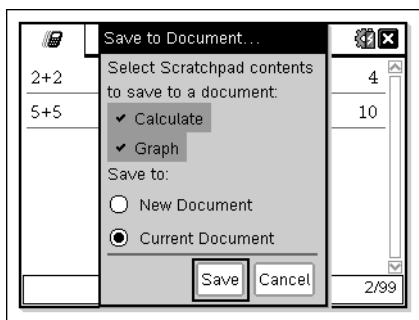 Save to Document...
2+2
4
5+5
10
Select Scratchpad contents
to save to a document:
Calculate
Graph
Save to:
New Document
Current Document
Save Cancel
2/99